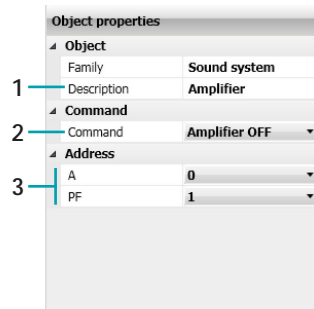 Object properties
Object
Family Sound system
1 Description Amplifier
Command
2 Command Amplifier OFF
Address
3
A 0
PF 1